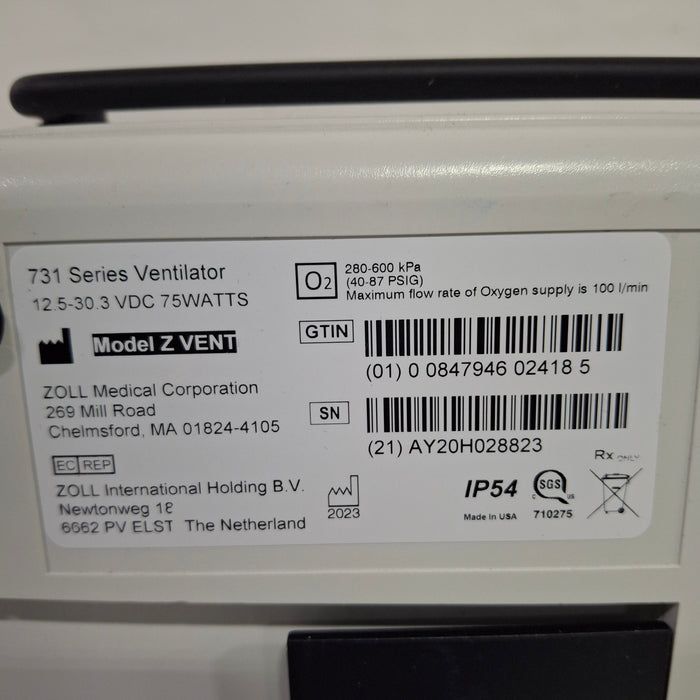 731 Series Ventilator
12.5-30.3 VDC 75WATTS
Model Z VENT
ZOLL Medical Corporation
269 Mill Road
Chelmsford, MA 01824-4105
EC REP
ZOLL International Holding B.V.
Newtonweg 18
6662 PV ELST The Netherland
2023
O2
280-600 kPa
(40-87 PSIG)
Maximum flow rate of Oxygen supply is 100 l/min
GTIN
(01) 0 0847946 02418 5
SN
(21) AY20H028823
Rx ONLY
IP54
Made in USA
SGS
C US
710275